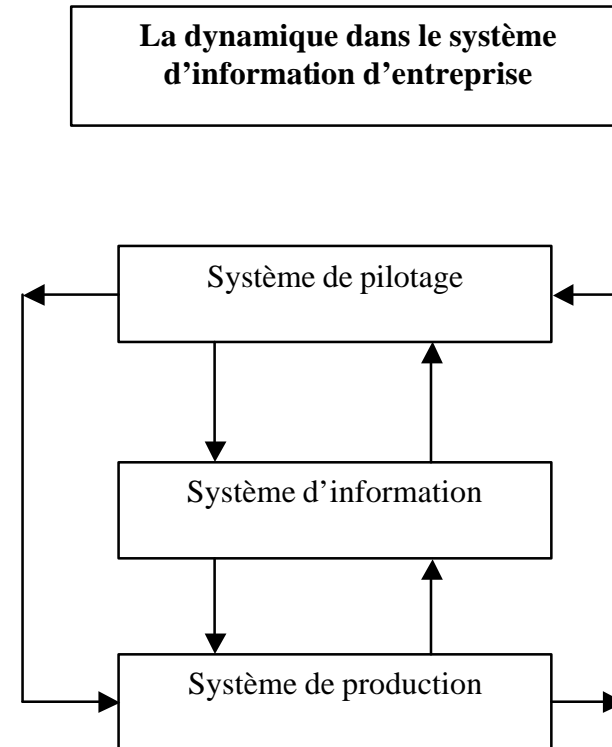 La dynamique dans le système
d’information d’entreprise
Système de pilotage
Système d’information
Système de production